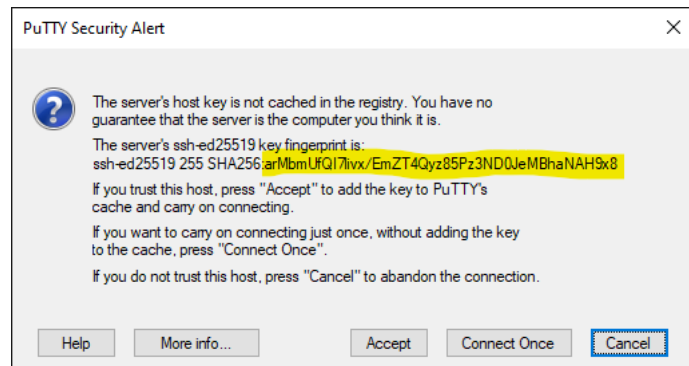 PuTTY Security Alert
The server's host key is not cached in the registry. You have no
guarantee that the server is the computer you think it is.
The server's ssh-ed25519 key fingerprint is:
ssh-ed25519 255 SHA256:arMbmUfQI7livx/EmZT4Qyz85Pz3ND0JeMBhaNAH9x8
If you trust this host, press "Accept" to add the key to PuTTY's
cache and carry on connecting.
If you want to carry on connecting just once, without adding the key
to the cache, press "Connect Once".
If you do not trust this host, press "Cancel" to abandon the connection.
Help More info... Accept Connect Once Cancel